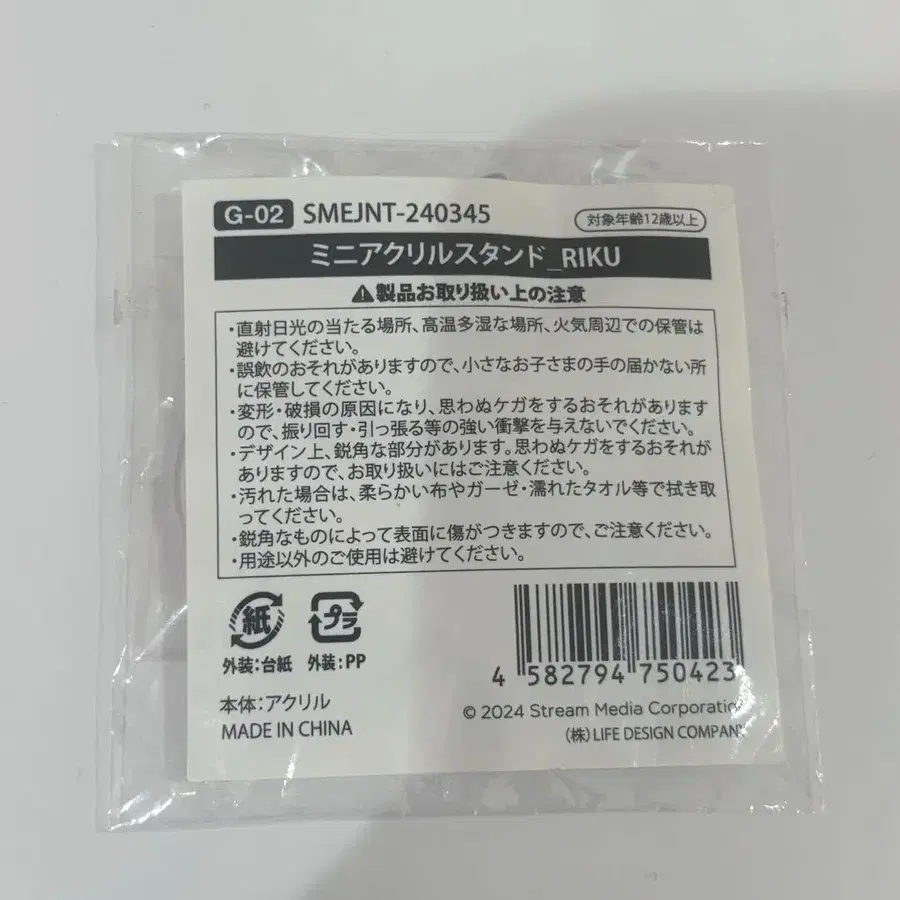 G-02 SMEJNT-240345 対象年齢12歳以上
ミニアクリルスタンド_RIKU
⚠製品お取り扱い上の注意
・直射日光の当たる場所、高温多湿な場所、火気周辺での保管は
避けてください。
・誤飲のおそれがありますので、小さなお子さまの手の届かない所
に保管してください。
・変形・破損の原因になり、思わぬケガをするおそれがあります
ので、振り回す・引っ張る等の強い衝撃を与えないでください。
・デザイン上、鋭角な部分があります。思わぬケガをするおそれが
ありますので、お取り扱いにはご注意ください。
・汚れた場合は、柔らかい布やガーゼ・濡れたタオル等で拭き取
ってください。
・鋭角なものによって表面に傷がつきますので、ご注意ください。
・用途以外のご使用は避けてください。
紙 プラ
外装:台紙 外装:PP
4 582794 750423
本体:アクリル
MADE IN CHINA
© 2024 Stream Media Corporation
(株)LIFE DESIGN COMPANY